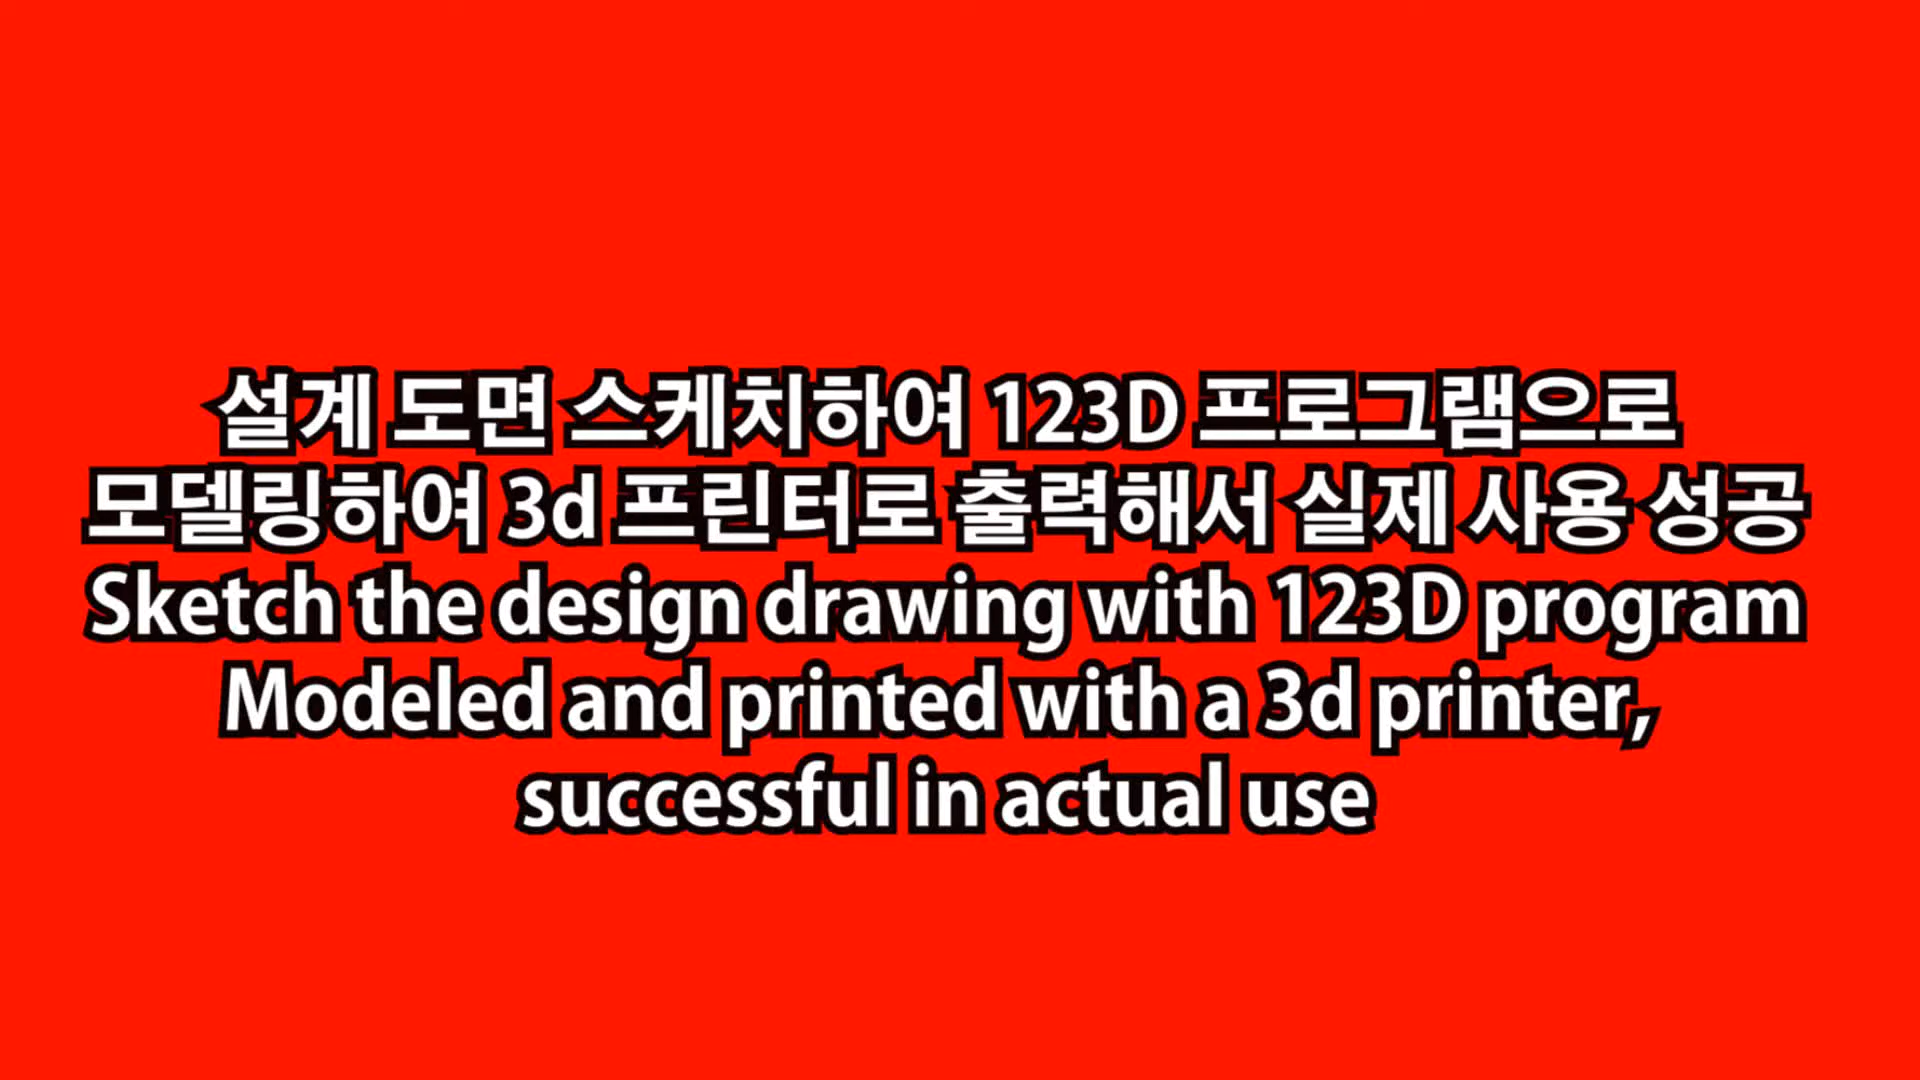 설계 도면 스케치하여 123D 프로그램으로
모델링하여 3d 프린터로 출력해서 실제 사용 성공
Sketch the design drawing with 123D program
Modeled and printed with a 3d printer,
successful in actual use